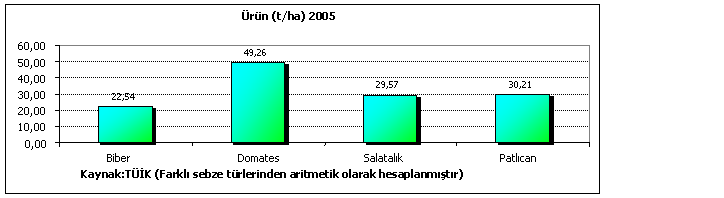 Ürün (t/ha) 2005
60,00
50,00
40,00
30,00
20,00
10,00
0,00
22,54
49,26
29,57
30,21
Biber
Domates
Salatalık
Patlıcan
Kaynak:TÜİK (Farklı sebze türlerinden aritmetik olarak hesaplanmıştır)